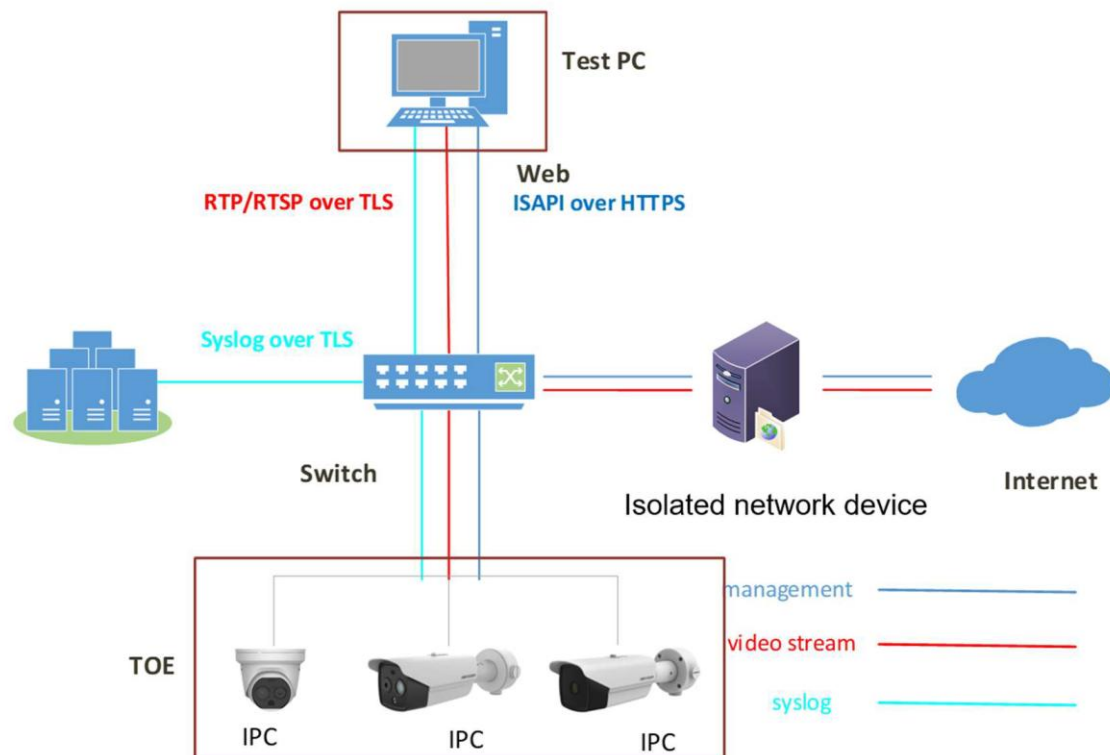 Test PC
Web
RTP/RTSP over TLS
ISAPI over HTTPS
Syslog over TLS
Switch
Isolated network device
Internet
TOE
IPC
IPC
IPC
management
video stream
syslog